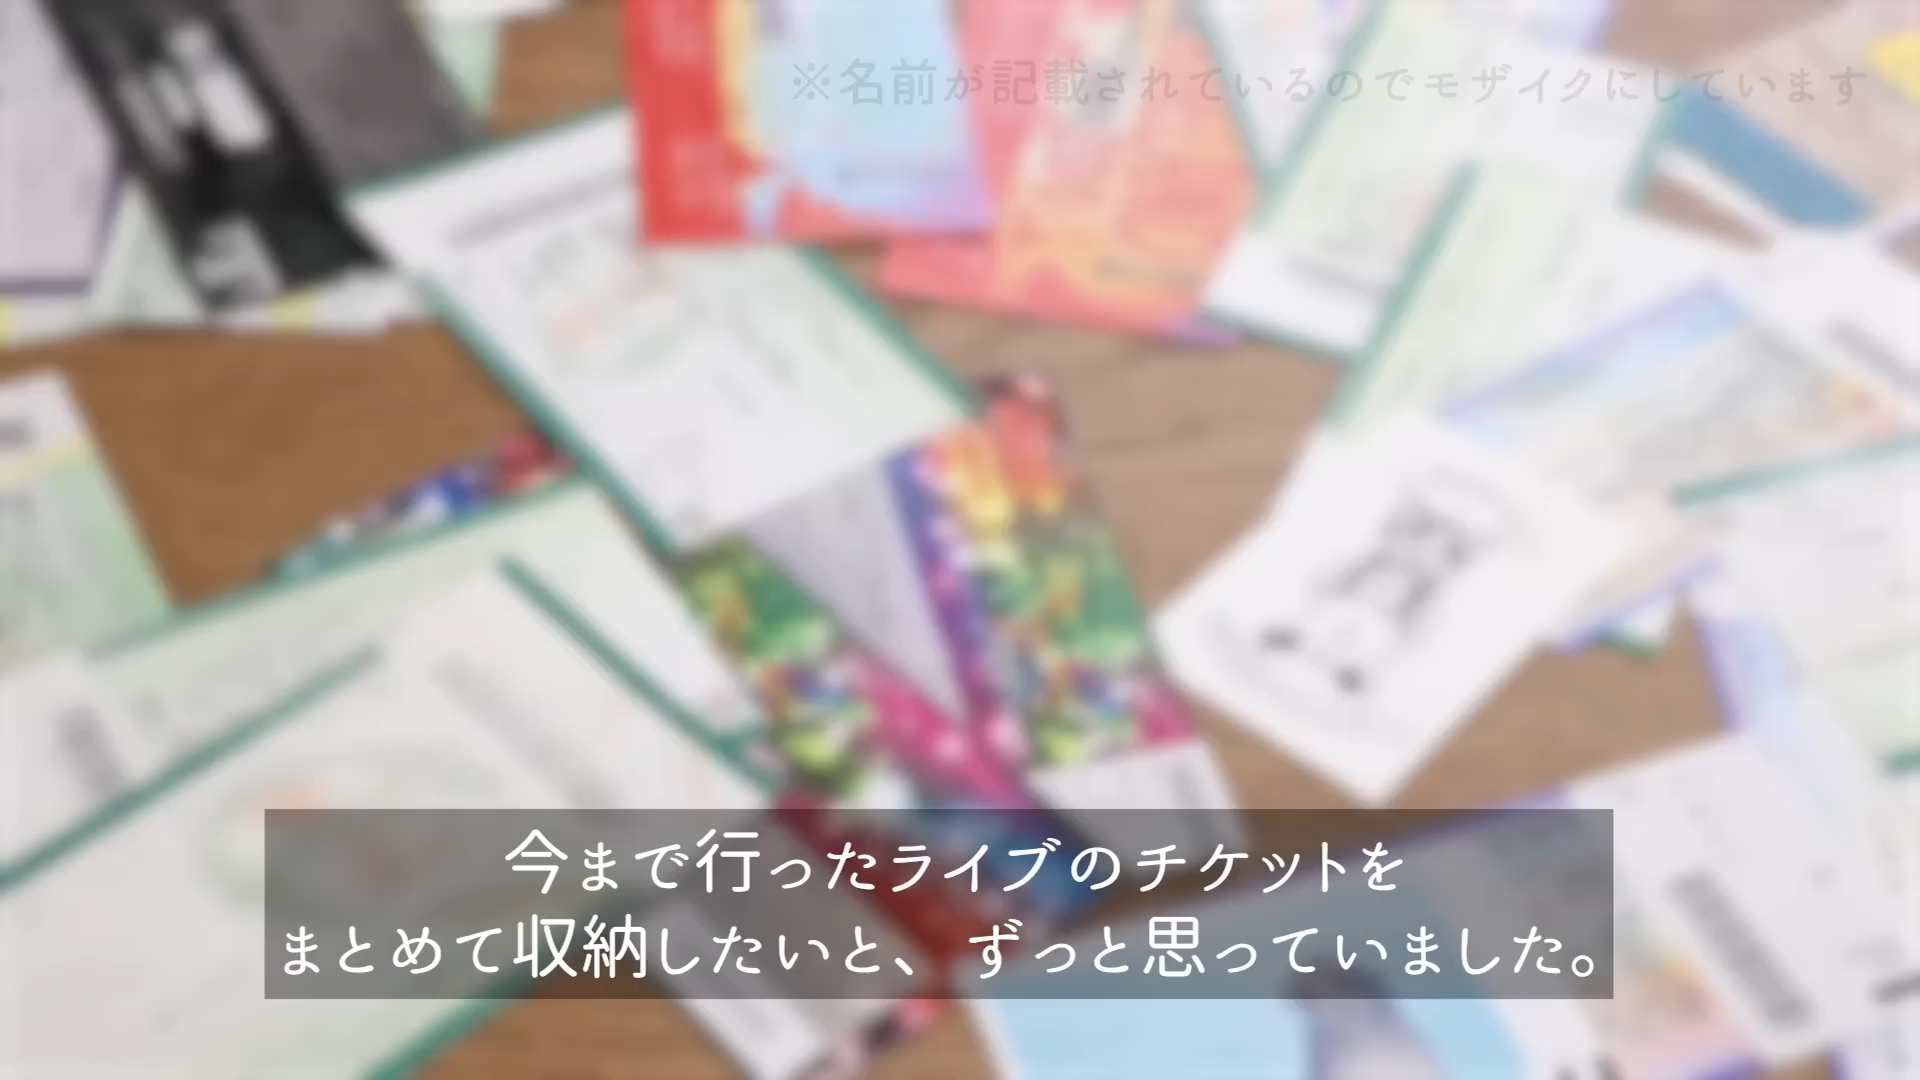 ※名前が記載されているのでモザイクにしています
今まで行ったライブのチケットを
まとめて収納したいと、ずっと思っていました。